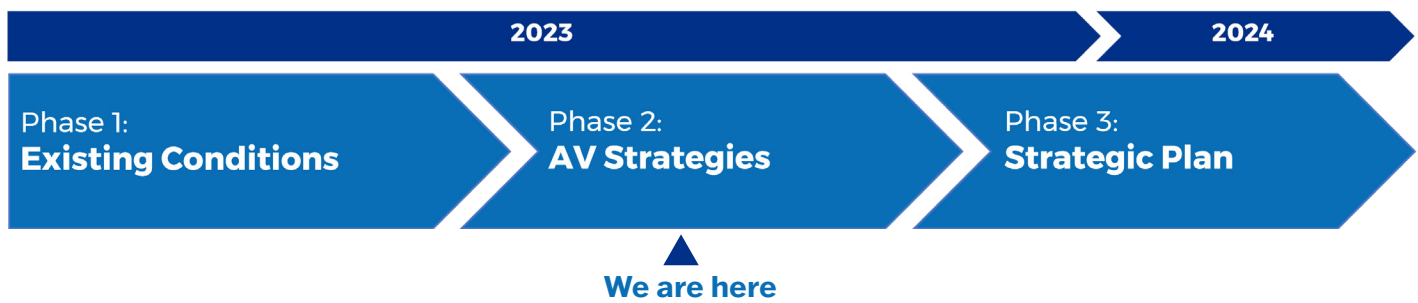 2023
2024
Phase 1:
Existing Conditions
Phase 2:
AV Strategies
Phase 3:
Strategic Plan
We are here